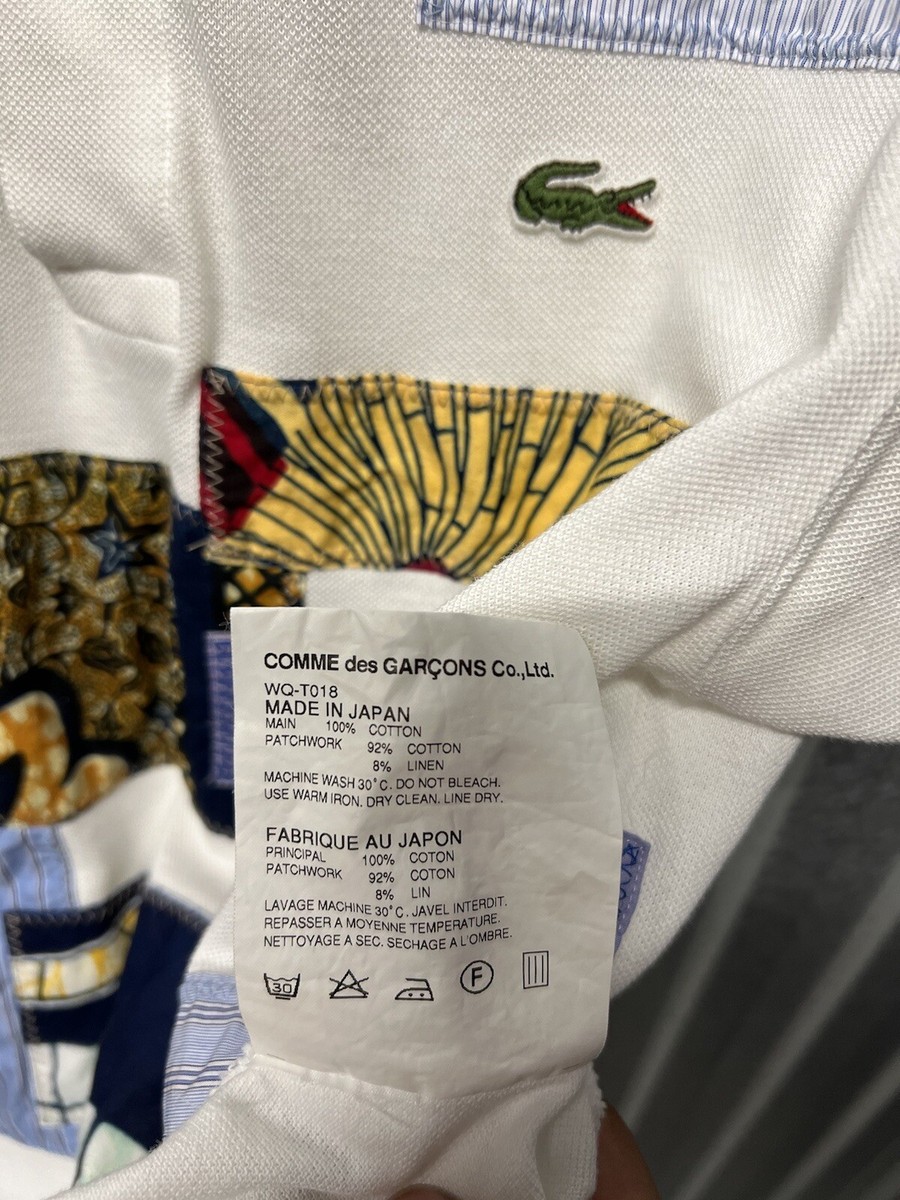 COMME des GARÇONS Co.,Ltd.
WQ-T018
MADE IN JAPAN
MAIN 100% COTTON
PATCHWORK 92% COTTON
8% LINEN
MACHINE WASH 30°C. DO NOT BLEACH.
USE WARM IRON. DRY CLEAN. LINE DRY.
FABRIQUE AU JAPON
PRINCIPAL 100% COTON
PATCHWORK 92% COTON
8% LIN
LAVAGE MACHINE 30°C. JAVEL INTERDIT.
REPASSER A MOYENNE TEMPERATURE.
NETTOYAGE A SEC. SECHAGE A L'OMBRE.
30 F